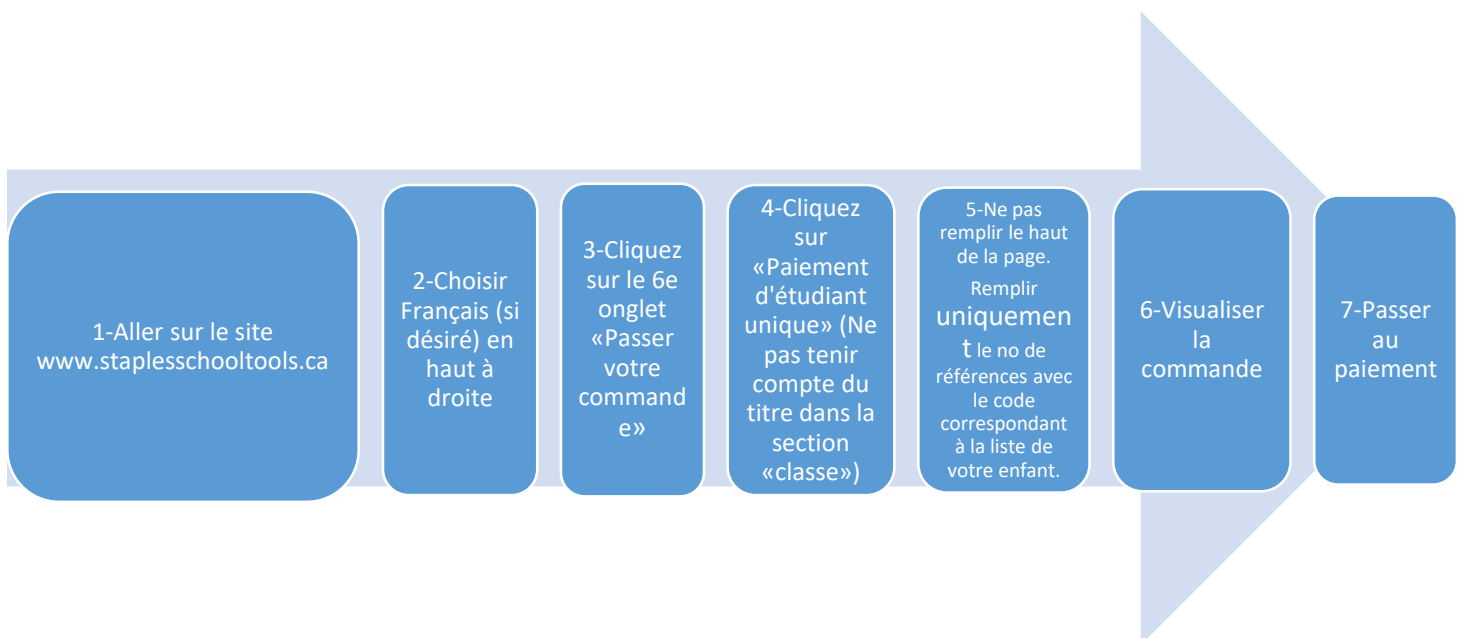 1-Aller sur le site
www.staplesschooltools.ca
2-Choisir
Français (si
désiré) en
haut à
droite
3-Cliquez
sur le 6e
onglet
«Passer
votre
command
e»
4-Cliquez
sur
«Paiement
d'étudiant
unique» (Ne
pas tenir
compte du
titre dans la
section
«classe»)
5-Ne pas
remplir le haut
de la page.
Remplir
uniquemen
t le no de
références avec
le code
correspondant
à la liste de
votre enfant.
6-Visualiser
la
commande
7-Passer
au
paiement